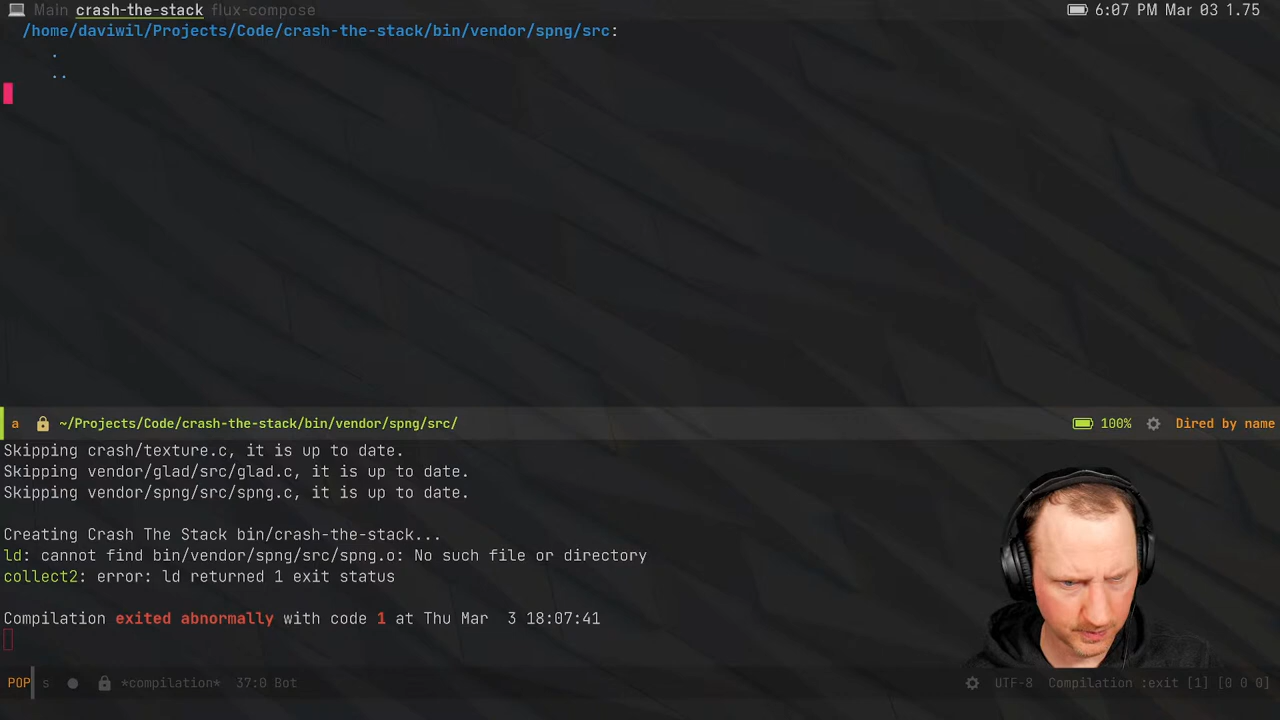 Main crash-the-stack flux-compose 6:07 PM Mar 03 1.75
/home/daviwil/Projects/Code/crash-the-stack/bin/vendor/spng/src:
.
..
a ~/Projects/Code/crash-the-stack/bin/vendor/spng/src/ 100% Dired by name
Skipping crash/texture.c, it is up to date.
Skipping vendor/glad/src/glad.c, it is up to date.
Skipping vendor/spng/src/spng.c, it is up to date.
Creating Crash The Stack bin/crash-the-stack...
ld: cannot find bin/vendor/spng/src/spng.o: No such file or directory
collect2: error: ld returned 1 exit status
Compilation exited abnormally with code 1 at Thu Mar  3 18:07:41
POP s *compilation* 37:0 Bot UTF-8 Compilation :exit [1] [0 0 0]